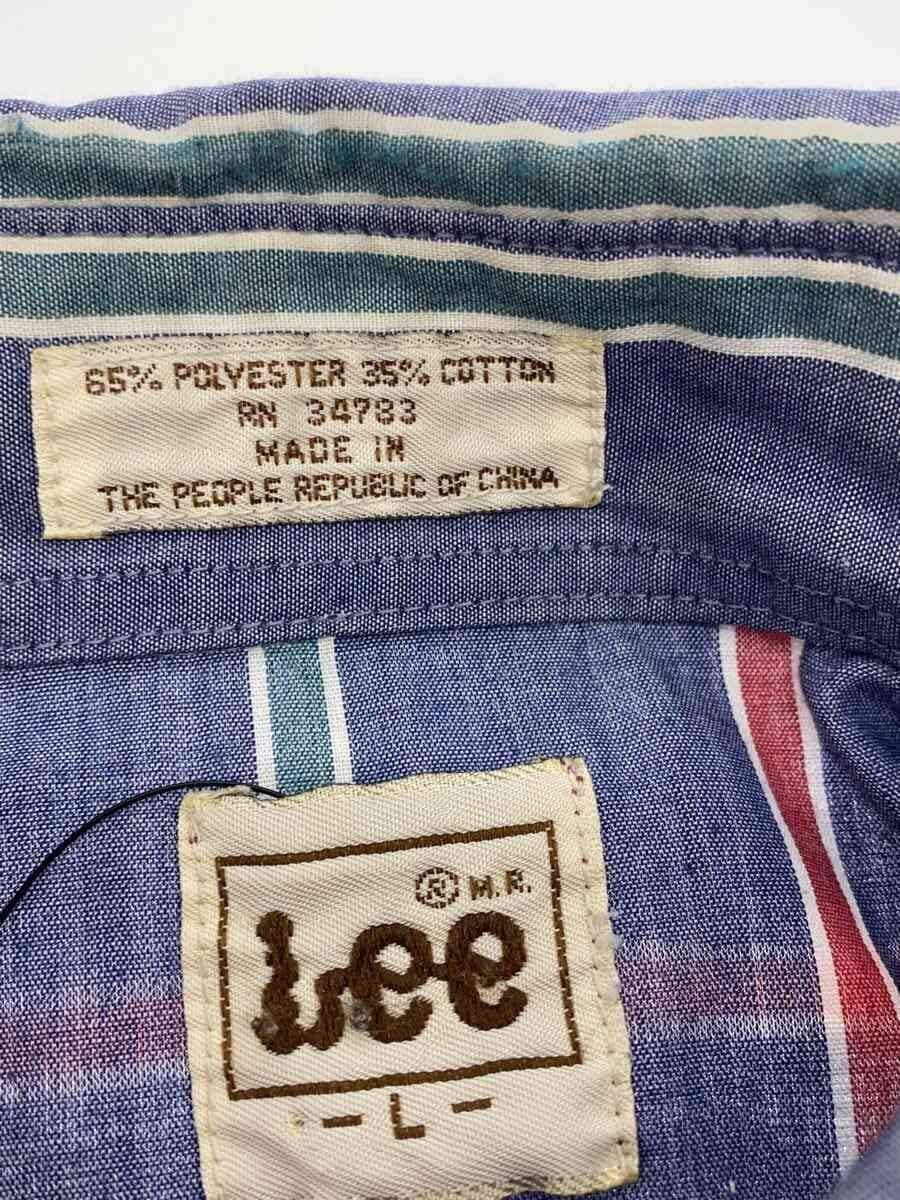 65% POLYESTER 35% COTTON
RN 34783
MADE IN
THE PEOPLE REPUBLIC OF CHINA
® M.R.
Lee
- L -